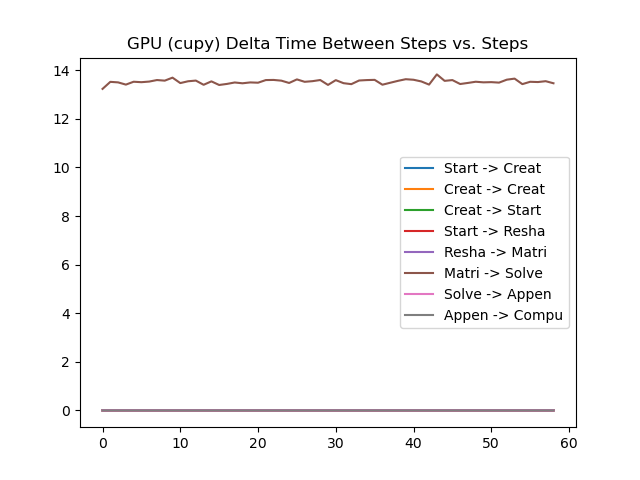 GPU (cupy) Delta Time Between Steps vs. Steps
14
12
10
8
6
4
2
0
Start -> Creat
Creat -> Creat
Creat -> Start
Start -> Resha
Resha -> Matri
Matri -> Solve
Solve -> Appen
Appen -> Compu
0 10 20 30 40 50 60